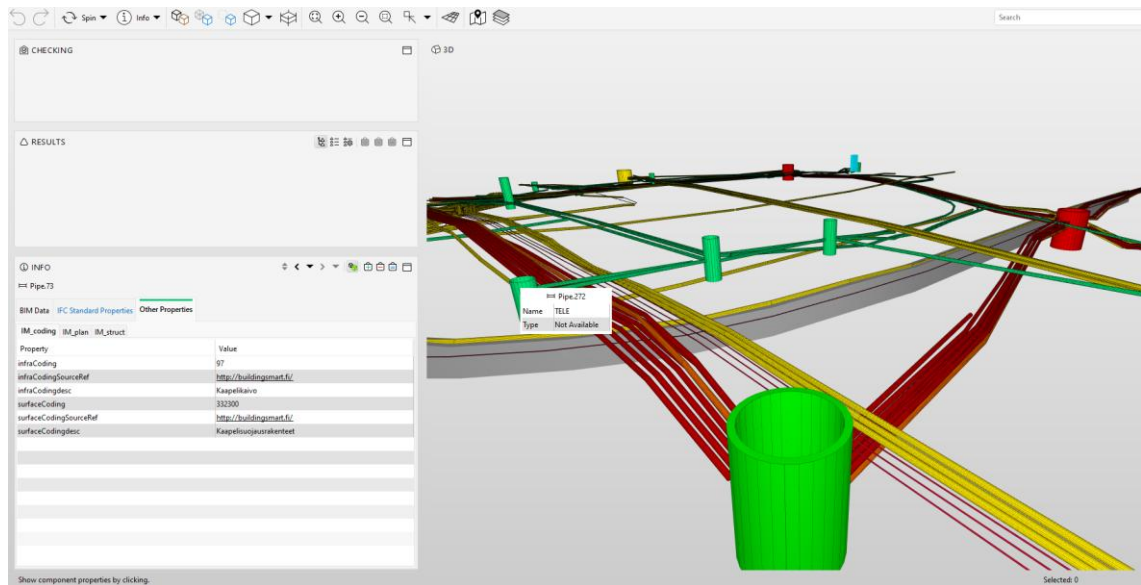 Spin Info
Search
CHECKING
3D
RESULTS
INFO
Pipe.73
BIM Data IFC Standard Properties Other Properties
IM_coding IM_plan IM_struct
Property Value
infraCoding 97
infraCodingSourceRef http://buildingsmart.fi/
infraCodingdesc Kaapelikaivo
surfaceCoding 332300
surfaceCodingSourceRef http://buildingsmart.fi/
surfaceCodingdesc Kaapelisuojausrakenteet
Pipe.272
Name TELE
Type Not Available
Show component properties by clicking.
Selected: 0